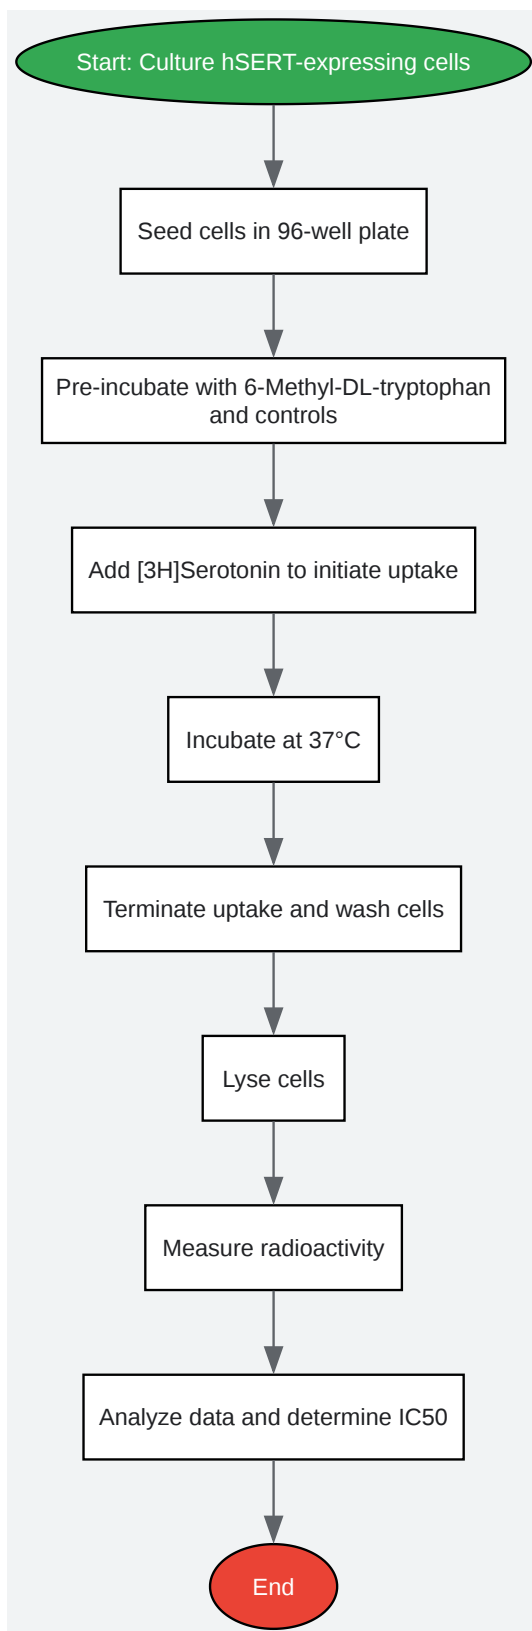 Start: Culture hSERT-expressing cells
Seed cells in 96-well plate
Pre-incubate with 6-Methyl-DL-tryptophan
and controls
Add [3H]Serotonin to initiate uptake
Incubate at 37°C
Terminate uptake and wash cells
Lyse cells
Measure radioactivity
Analyze data and determine IC50
End